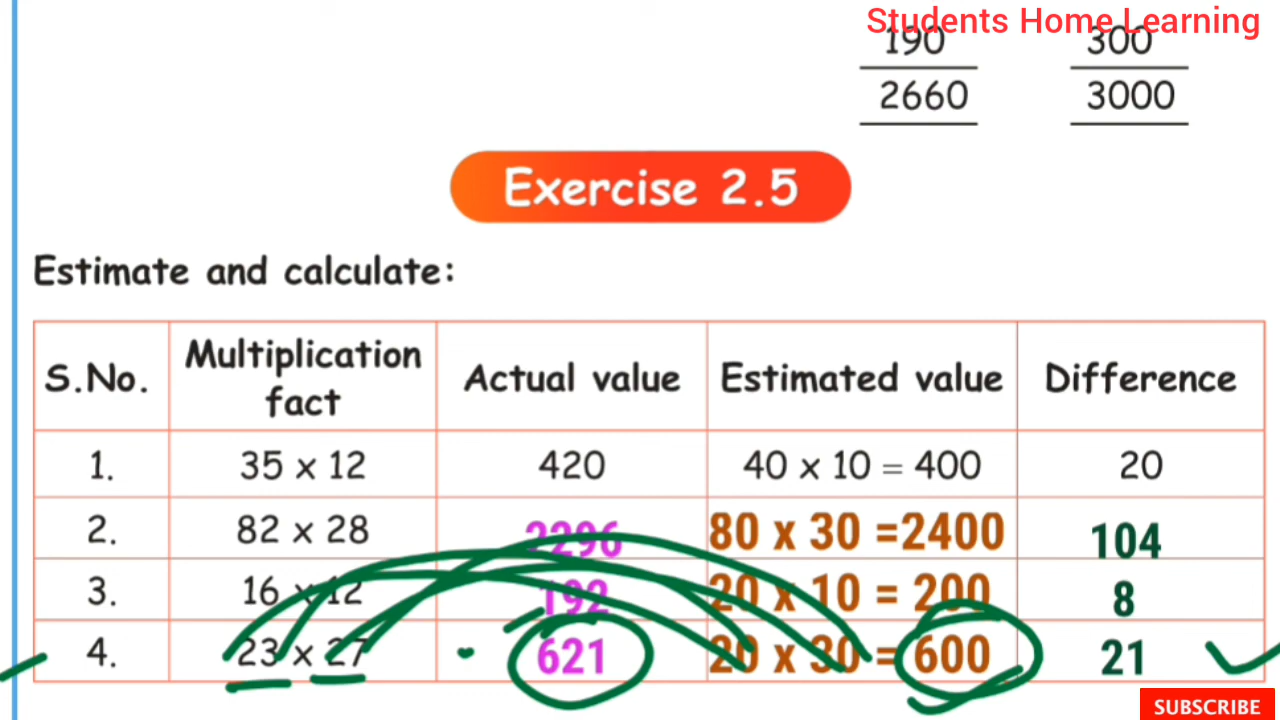 Students Home Learning
190 300
2660 3000
Exercise 2.5
Estimate and calculate:
S.No. Multiplication fact Actual value Estimated value Difference
1. 35 x 12 420 40 x 10 = 400 20
2. 82 x 28 2296 80 x 30 =2400 104
3. 16 x 12 192 20 x 10 = 200 8
4. 23 x 27 621 20 x 30 = 600 21
SUBSCRIBE